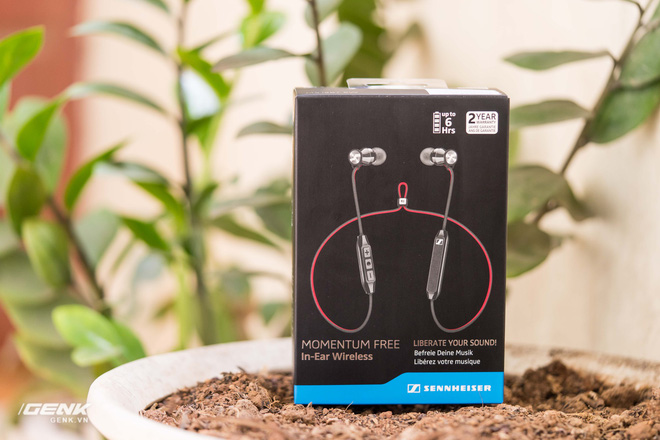 up to
6
Hrs
2 YEAR
WARRANTY
MOMENTUM FREE
In-Ear Wireless
LIBERATE YOUR SOUND!
Befreie Deine Musik
Libérez votre musique
SENNHEISER
GENK
GENK.VN